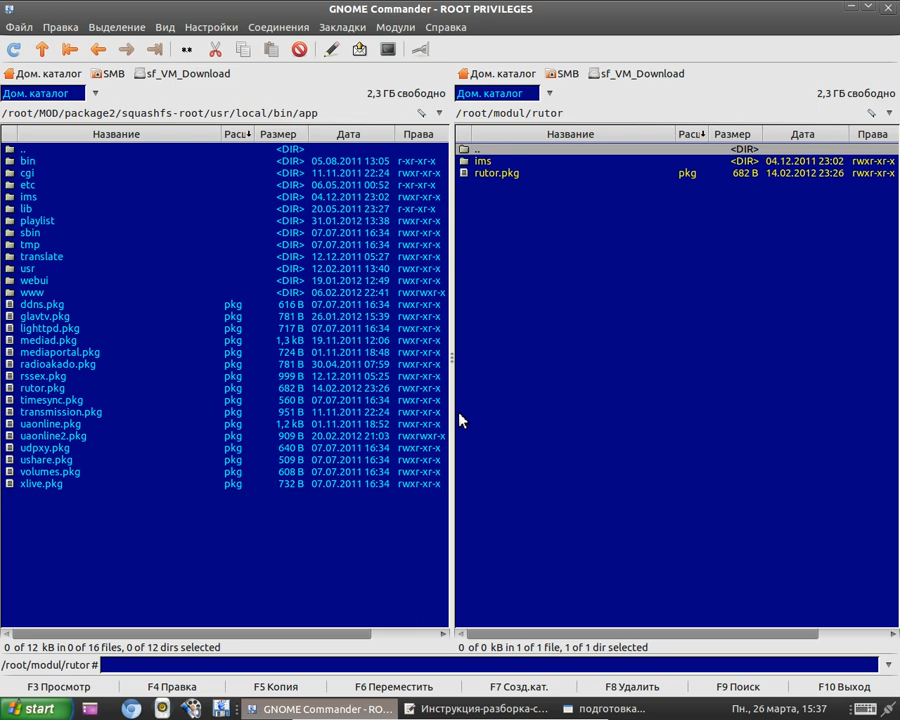 GNOME Commander - ROOT PRIVILEGES
Файл Правка Выделение Вид Настройки Соединения Закладки Модули Справка
Дом. каталог SMB sf_VM_Download Дом. каталог SMB sf_VM_Download
Дом. каталог 2,3 ГБ свободно Дом. каталог 2,3 ГБ свободно
/root/MOD/package2/squashfs-root/usr/local/bin/app /root/modul/rutor
Название Расш Размер Дата Права Название Расш Размер Дата Права
.. <DIR> .. <DIR>
bin <DIR> 05.08.2011 13:05 r-xr-xr-x ims <DIR> 04.12.2011 23:02 rwxr-xr-x
cgi <DIR> 11.11.2011 22:24 rwxr-xr-x rutor.pkg pkg 682 B 14.02.2012 23:26 rwxr-xr-x
etc <DIR> 06.05.2011 00:52 r-xr-xr-x
ims <DIR> 04.12.2011 23:02 rwxr-xr-x
lib <DIR> 20.05.2011 23:27 r-xr-xr-x
playlist <DIR> 31.01.2012 13:38 rwxr-xr-x
sbin <DIR> 07.07.2011 16:34 rwxr-xr-x
tmp <DIR> 07.07.2011 16:34 rwxr-xr-x
translate <DIR> 12.12.2011 05:27 rwxr-xr-x
usr <DIR> 12.02.2011 13:40 rwxr-xr-x
webui <DIR> 19.01.2012 12:49 rwxr-xr-x
www <DIR> 06.02.2012 22:41 rwxrwxr-x
ddns.pkg pkg 616 B 07.07.2011 16:34 rwxr-xr-x
glavtv.pkg pkg 781 B 26.01.2012 15:39 rwxr-xr-x
lighttpd.pkg pkg 717 B 07.07.2011 16:34 rwxr-xr-x
mediad.pkg pkg 1,3 kB 19.11.2011 12:06 rwxr-xr-x
mediaportal.pkg pkg 724 B 01.11.2011 18:48 rwxr-xr-x
radioakado.pkg pkg 781 B 30.04.2011 07:59 rwxr-xr-x
rssex.pkg pkg 999 B 12.12.2011 05:25 rwxr-xr-x
rutor.pkg pkg 682 B 14.02.2012 23:26 rwxr-xr-x
timesync.pkg pkg 560 B 07.07.2011 16:34 rwxr-xr-x
transmission.pkg pkg 951 B 11.11.2011 22:24 rwxr-xr-x
uaonline.pkg pkg 1,2 kB 01.11.2011 18:52 rwxr-xr-x
uaonline2.pkg pkg 909 B 20.02.2012 21:03 rwxrwxr-x
udpxy.pkg pkg 640 B 07.07.2011 16:34 rwxr-xr-x
ushare.pkg pkg 509 B 07.07.2011 16:34 rwxr-xr-x
volumes.pkg pkg 608 B 07.07.2011 16:34 rwxr-xr-x
xlive.pkg pkg 732 B 07.07.2011 16:34 rwxr-xr-x
0 of 12 kB in 0 of 16 files, 0 of 12 dirs selected 0 of 0 kB in 1 of 1 file, 1 of 1 dir selected
/root/modul/rutor#
F3 Просмотр F4 Правка F5 Копия F6 Переместить F7 Созд.кат. F8 Удалить F9 Поиск F10 Выход
start GNOME Commander - RO... Инструкция-разборка-с... подготовка... Пн., 26 марта, 15:37